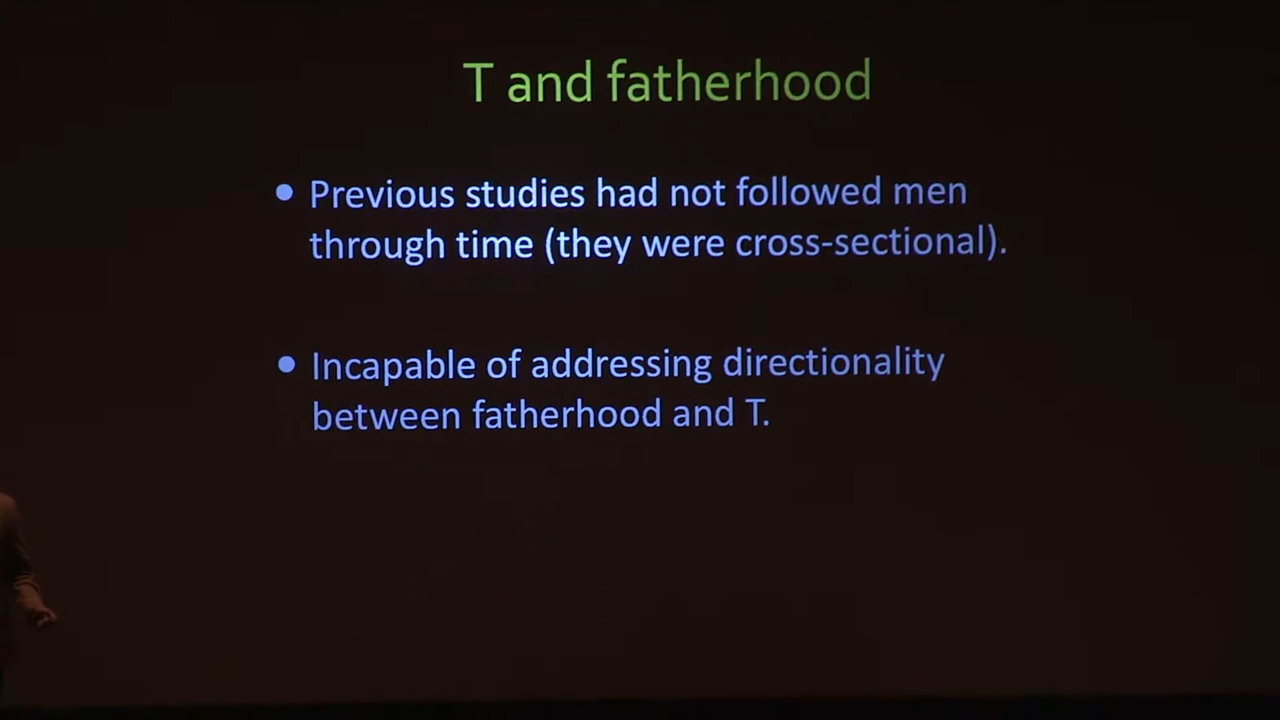 T and fatherhood
• Previous studies had not followed men
through time (they were cross-sectional).
• Incapable of addressing directionality
between fatherhood and T.